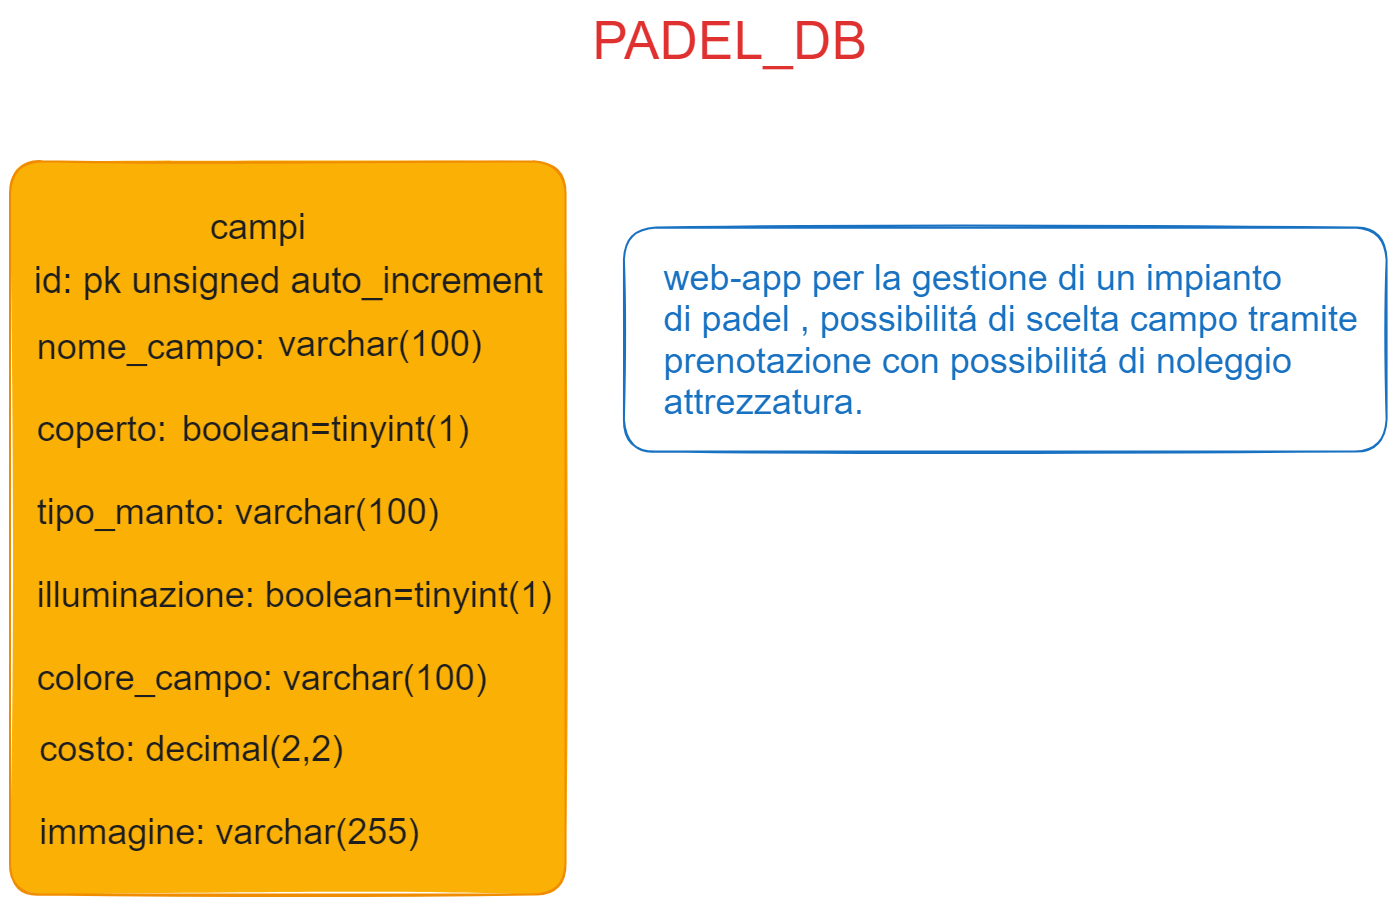 PADEL_DB
campi
id: pk unsigned auto_increment
nome_campo: varchar(100)
coperto: boolean=tinyint(1)
tipo_manto: varchar(100)
illuminazione: boolean=tinyint(1)
colore_campo: varchar(100)
costo: decimal(2,2)
immagine: varchar(255)
web-app per la gestione di un impianto
di padel , possibilitá di scelta campo tramite
prenotazione con possibilitá di noleggio
attrezzatura.